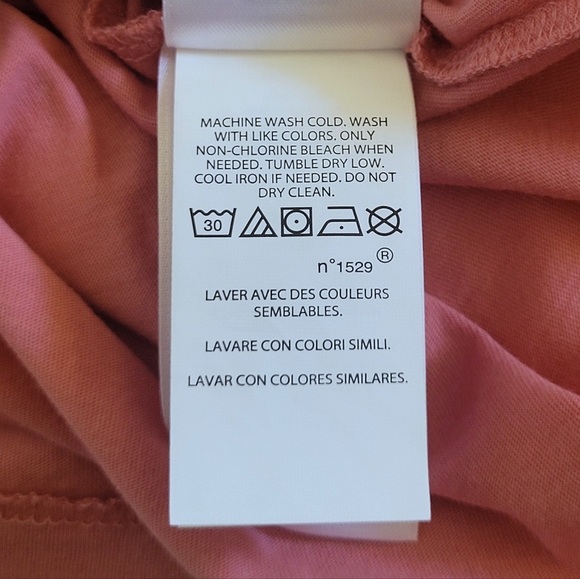 MACHINE WASH COLD. WASH
WITH LIKE COLORS. ONLY
NON-CHLORINE BLEACH WHEN
NEEDED. TUMBLE DRY LOW.
COOL IRON IF NEEDED. DO NOT
DRY CLEAN.
30
n°1529®
LAVER AVEC DES COULEURS
SEMBLABLES.
LAVARE CON COLORI SIMILI.
LAVAR CON COLORES SIMILARES.